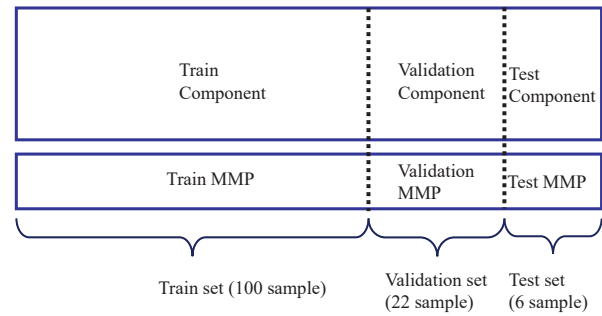 Train
Component
Validation
Component
Test
Component
Train MMP
Validation
MMP
Test MMP
Train set (100 sample)
Validation set
(22 sample)
Test set
(6 sample)